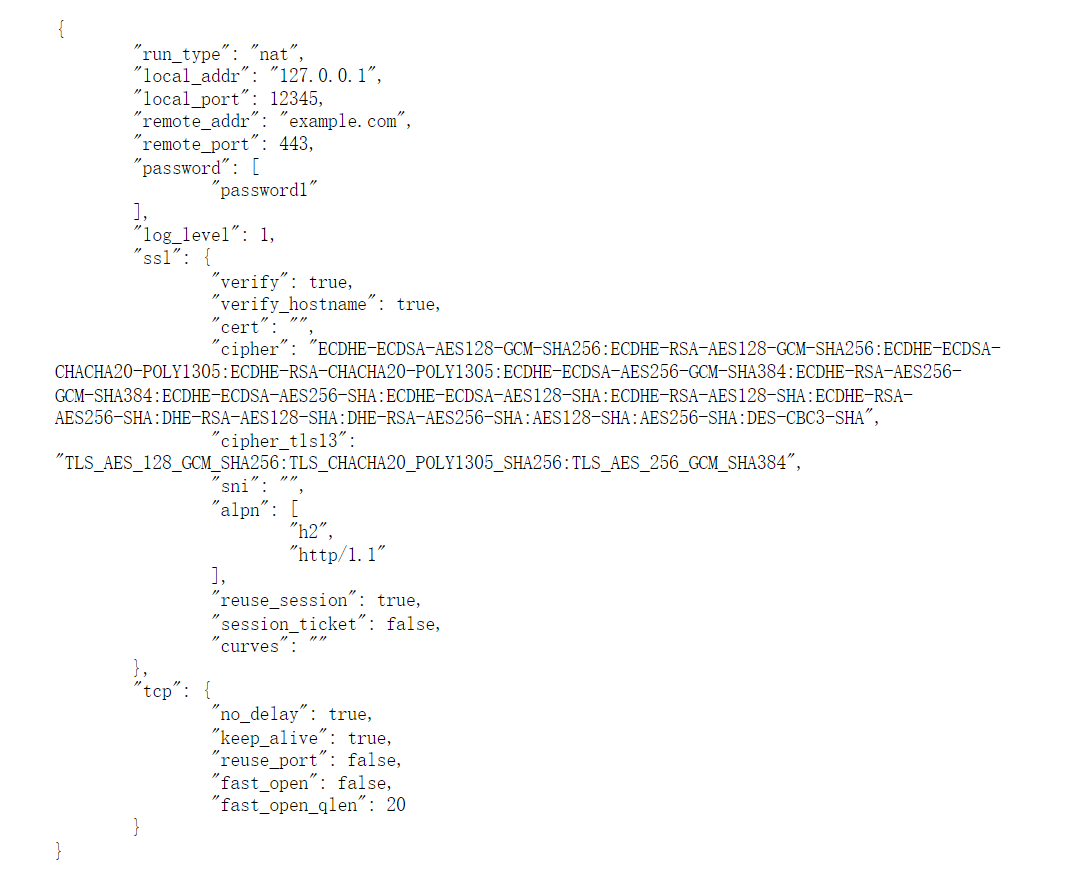 {
"run_type": "nat",
"local_addr": "127.0.0.1",
"local_port": 12345,
"remote_addr": "example.com",
"remote_port": 443,
"password": [
"password1"
],
"log_level": 1,
"ssl": {
"verify": true,
"verify_hostname": true,
"cert": "",
"cipher": "ECDHE-ECDSA-AES128-GCM-SHA256:ECDHE-RSA-AES128-GCM-SHA256:ECDHE-ECDSA-
CHACHA20-POLY1305:ECDHE-RSA-CHACHA20-POLY1305:ECDHE-ECDSA-AES256-GCM-SHA384:ECDHE-RSA-AES256-
GCM-SHA384:ECDHE-ECDSA-AES256-SHA:ECDHE-ECDSA-AES128-SHA:ECDHE-RSA-AES128-SHA:ECDHE-RSA-
AES256-SHA:DHE-RSA-AES128-SHA:DHE-RSA-AES256-SHA:AES128-SHA:AES256-SHA:DES-CBC3-SHA",
"cipher_tls13":
"TLS_AES_128_GCM_SHA256:TLS_CHACHA20_POLY1305_SHA256:TLS_AES_256_GCM_SHA384",
"sni": "",
"alpn": [
"h2",
"http/1.1"
],
"reuse_session": true,
"session_ticket": false,
"curves": ""
},
"tcp": {
"no_delay": true,
"keep_alive": true,
"reuse_port": false,
"fast_open": false,
"fast_open_qlen": 20
}
}